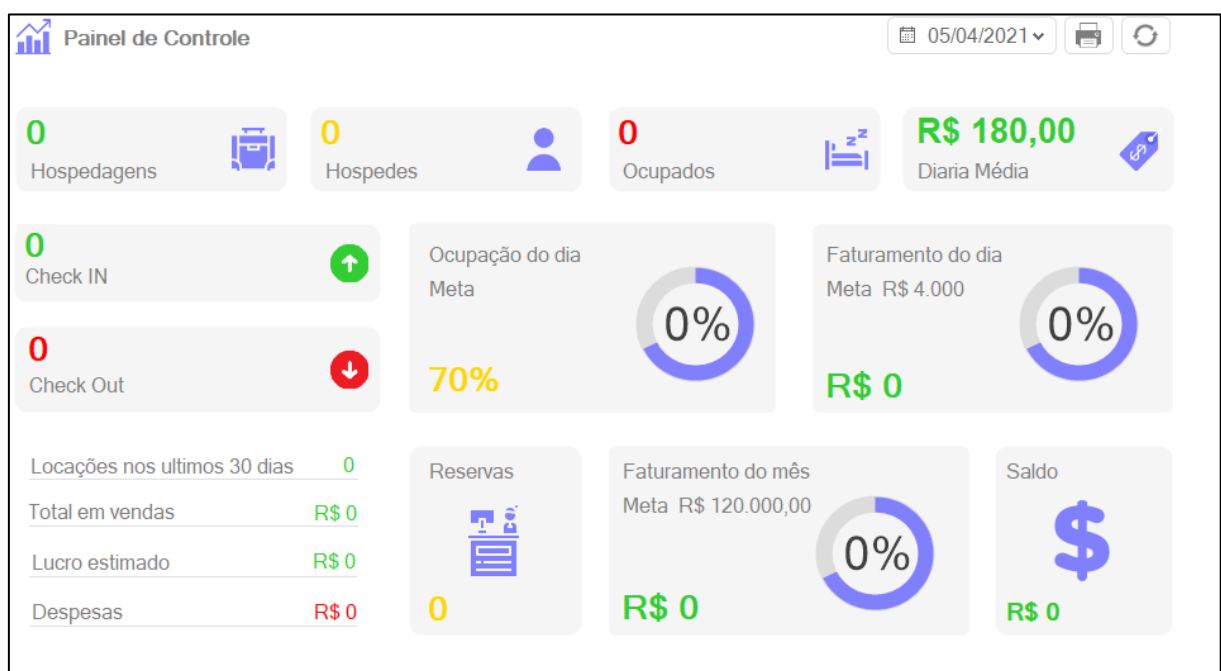 Painel de Controle
05/04/2021
0
Hospedagens
0
Hospedes
0
Ocupados
z z
R$ 180,00
Diaria Média
$
0
Check IN
0
Check Out
Ocupação do dia
Meta
0%
70%
Faturamento do dia
Meta R$ 4.000
0%
R$ 0
Locações nos ultimos 30 dias 0
Total em vendas R$ 0
Lucro estimado R$ 0
Despesas R$ 0
Reservas
0
Faturamento do mês
Meta R$ 120.000,00
0%
R$ 0
Saldo
$
R$ 0